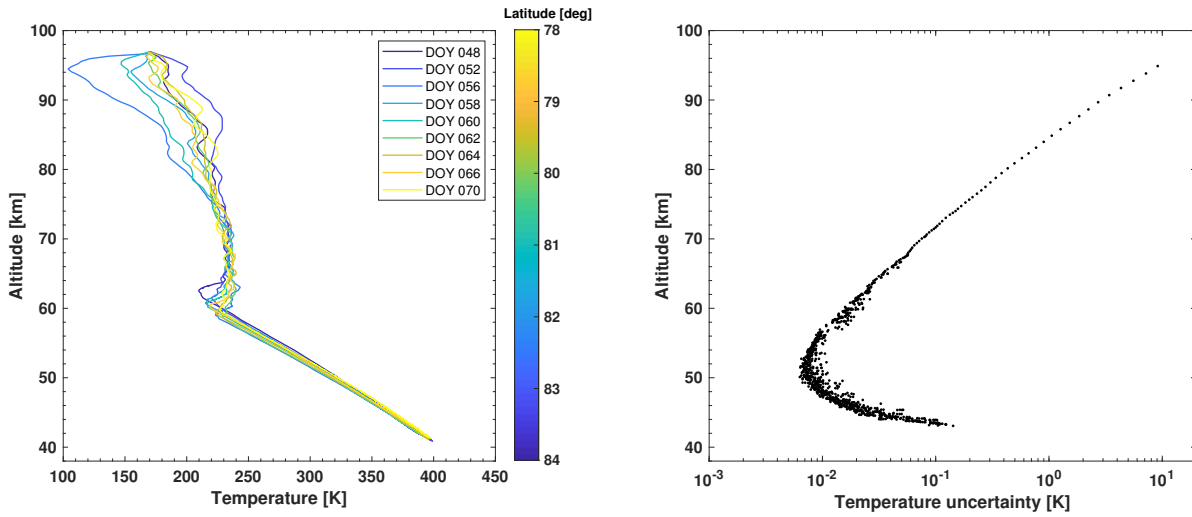 Latitude [deg]
100
90
80
70
60
50
40
Altitude [km]
100 150 200 250 300 350 400 450
Temperature [K]
DOY 048
DOY 052
DOY 056
DOY 058
DOY 060
DOY 062
DOY 064
DOY 066
DOY 070
78
79
80
81
82
83
84
100
90
80
70
60
50
40
Altitude [km]
10-3 10-2 10-1 100 101
Temperature uncertainty [K]